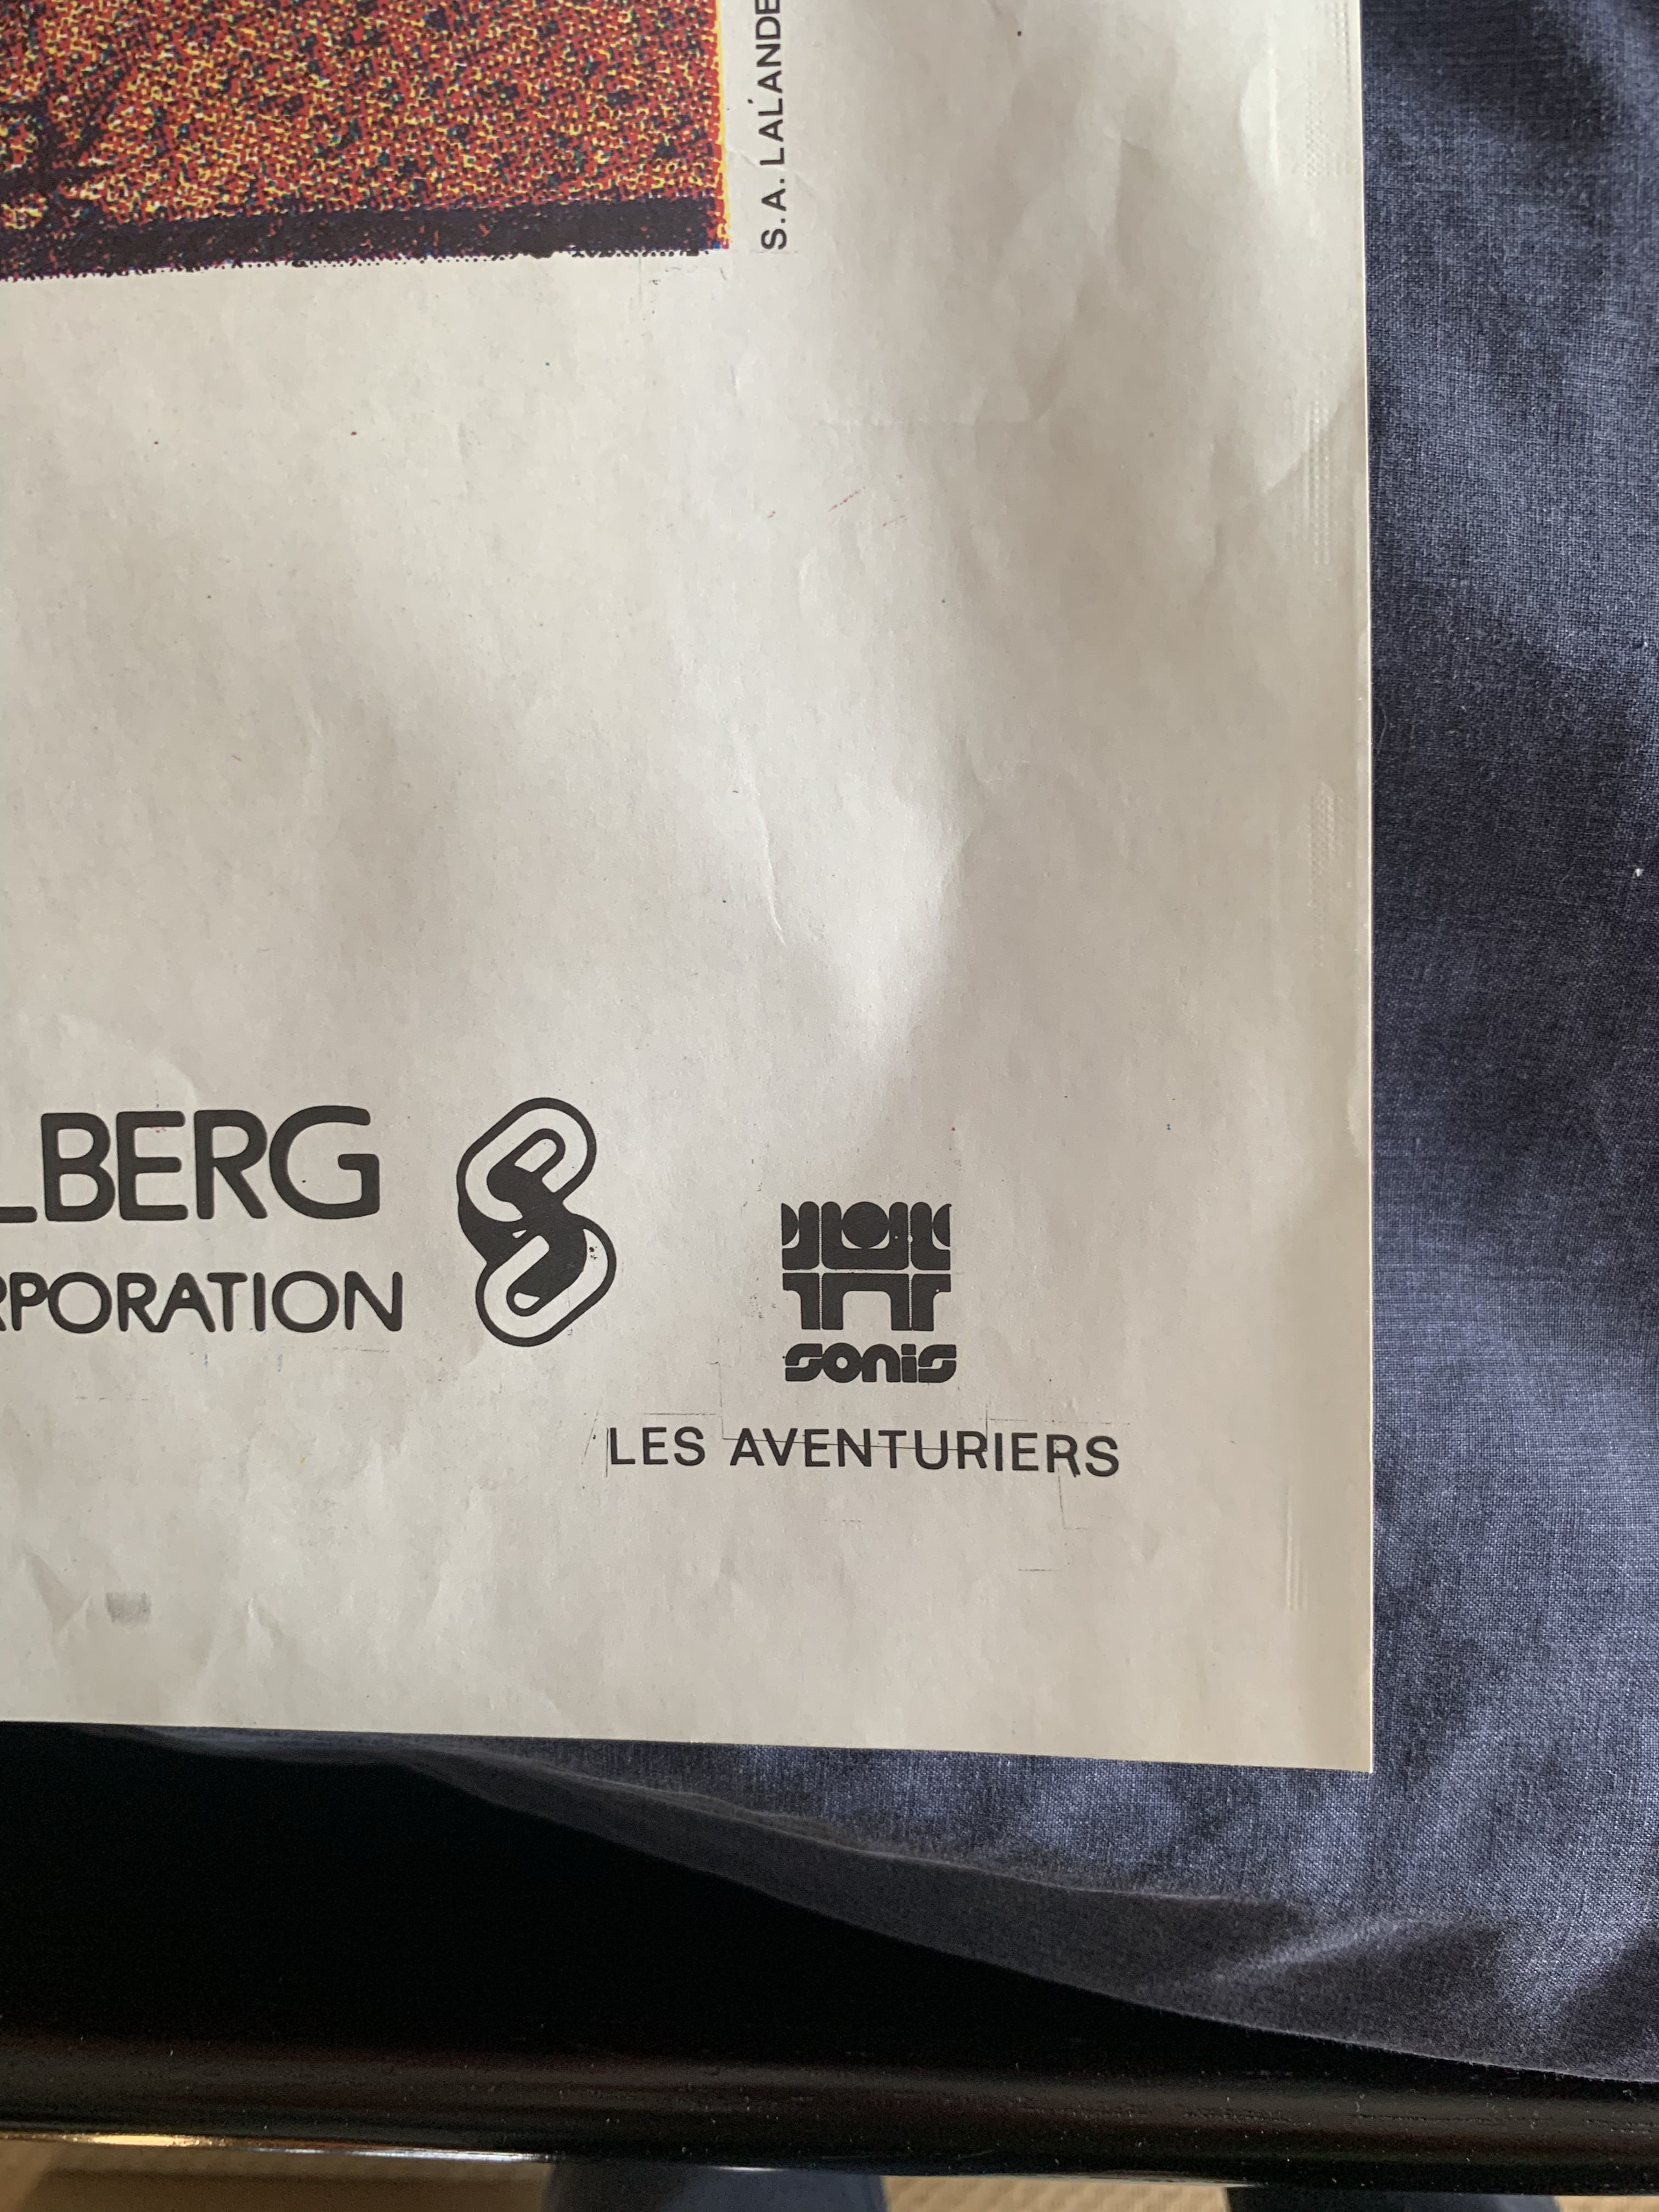 S.A. LALANDE
LBERG
RPORATION
sonis
LES AVENTURIERS